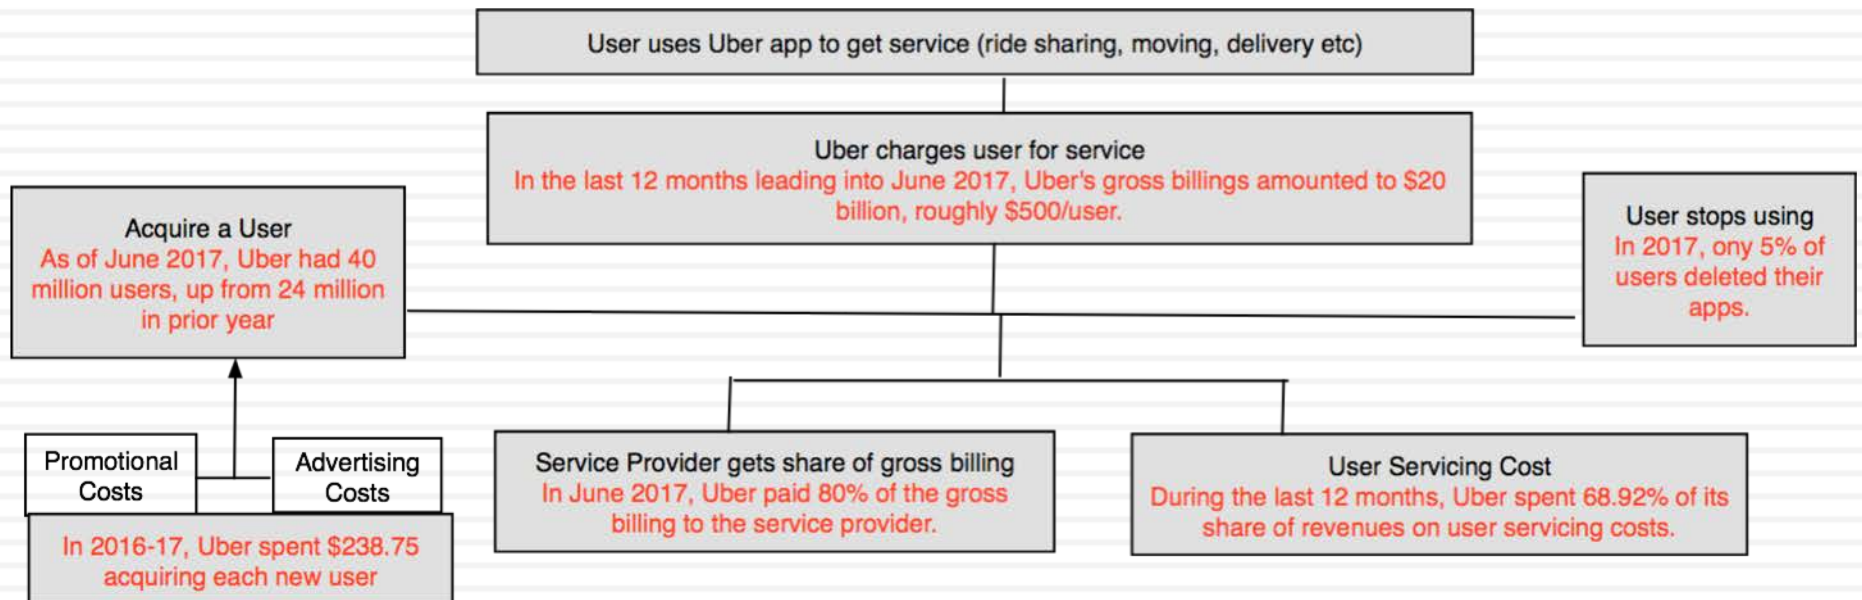 User uses Uber app to get service (ride sharing, moving, delivery etc)
Uber charges user for service
In the last 12 months leading into June 2017, Uber's gross billings amounted to $20
billion, roughly $500/user.
Acquire a User
As of June 2017, Uber had 40
million users, up from 24 million
in prior year
User stops using
In 2017, ony 5% of
users deleted their
apps.
Promotional
Costs
Advertising
Costs
In 2016-17, Uber spent $238.75
acquiring each new user
Service Provider gets share of gross billing
In June 2017, Uber paid 80% of the gross
billing to the service provider.
User Servicing Cost
During the last 12 months, Uber spent 68.92% of its
share of revenues on user servicing costs.